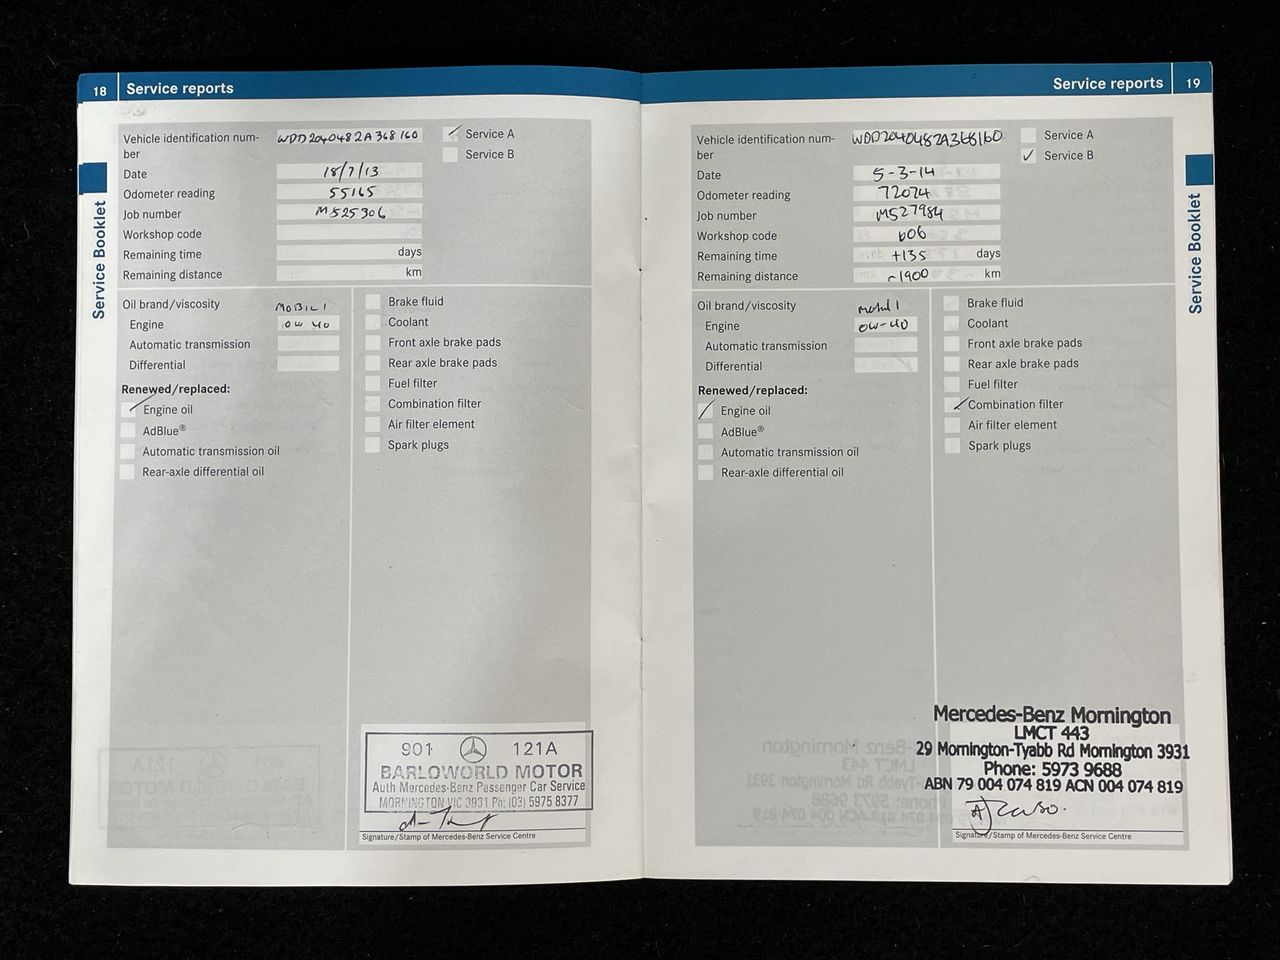 18 Service reports
Service Booklet
Vehicle identification num-
ber WDD2040482A368160
Service A
Service B
Date 18/7/13
Odometer reading 55165
Job number M525306
Workshop code
Remaining time days
Remaining distance km
Oil brand/viscosity MOBIL 1
Engine 0W 40
Automatic transmission
Differential
Renewed/replaced:
Engine oil
AdBlue®
Automatic transmission oil
Rear-axle differential oil
Brake fluid
Coolant
Front axle brake pads
Rear axle brake pads
Fuel filter
Combination filter
Air filter element
Spark plugs
901 121A
BARLOWORLD MOTOR
Auth Mercedes-Benz Passenger Car Service
MORNINGTON VIC 3931 Ph: (03) 5975 8377
Signature/Stamp of Mercedes-Benz Service Centre
Service reports 19
Service Booklet
Vehicle identification num-
ber WDD2040482A368160
Service A
Service B
Date 5-3-14
Odometer reading 72074
Job number M527984
Workshop code 606
Remaining time +135 days
Remaining distance -1900 km
Oil brand/viscosity mobil 1
Engine 0W-40
Automatic transmission
Differential
Renewed/replaced:
Engine oil
AdBlue®
Automatic transmission oil
Rear-axle differential oil
Brake fluid
Coolant
Front axle brake pads
Rear axle brake pads
Fuel filter
Combination filter
Air filter element
Spark plugs
Mercedes-Benz Mornington
LMCT 443
29 Mornington-Tyabb Rd Mornington 3931
Phone: 5973 9688
ABN 79 004 074 819 ACN 004 074 819
Signature/Stamp of Mercedes-Benz Service Centre